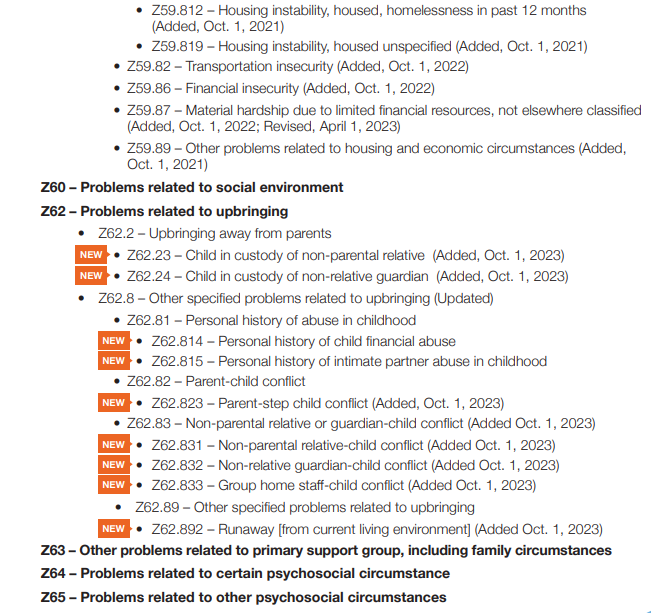 • Z59.812 – Housing instability, housed, homelessness in past 12 months
(Added, Oct. 1, 2021)
• Z59.819 – Housing instability, housed unspecified (Added, Oct. 1, 2021)
• Z59.82 – Transportation insecurity (Added, Oct. 1, 2022)
• Z59.86 – Financial insecurity (Added, Oct. 1, 2022)
• Z59.87 – Material hardship due to limited financial resources, not elsewhere classified
(Added, Oct. 1, 2022; Revised, April 1, 2023)
• Z59.89 – Other problems related to housing and economic circumstances (Added,
Oct. 1, 2021)
Z60 – Problems related to social environment
Z62 – Problems related to upbringing
• Z62.2 – Upbringing away from parents
NEW • Z62.23 – Child in custody of non-parental relative (Added, Oct. 1, 2023)
NEW • Z62.24 – Child in custody of non-relative guardian (Added, Oct. 1, 2023)
• Z62.8 – Other specified problems related to upbringing (Updated)
• Z62.81 – Personal history of abuse in childhood
NEW • Z62.814 – Personal history of child financial abuse
NEW • Z62.815 – Personal history of intimate partner abuse in childhood
• Z62.82 – Parent-child conflict
NEW • Z62.823 – Parent-step child conflict (Added, Oct. 1, 2023)
• Z62.83 – Non-parental relative or guardian-child conflict (Added Oct. 1, 2023)
NEW • Z62.831 – Non-parental relative-child conflict (Added Oct. 1, 2023)
NEW • Z62.832 – Non-relative guardian-child conflict (Added Oct. 1, 2023)
NEW • Z62.833 – Group home staff-child conflict (Added Oct. 1, 2023)
• Z62.89 – Other specified problems related to upbringing
NEW • Z62.892 – Runaway [from current living environment] (Added Oct. 1, 2023)
Z63 – Other problems related to primary support group, including family circumstances
Z64 – Problems related to certain psychosocial circumstance
Z65 – Problems related to other psychosocial circumstances